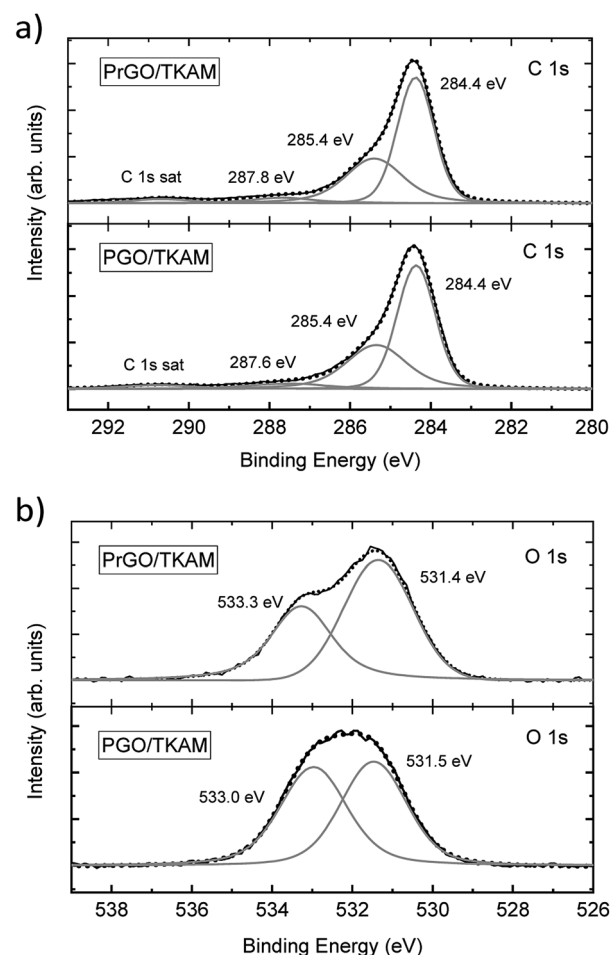 a)
PrGO/TKAM
C 1s
284.4 eV
285.4 eV
C 1s sat
287.8 eV
PGO/TKAM
C 1s
284.4 eV
285.4 eV
C 1s sat
287.6 eV
Intensity (arb. units)
292 290 288 286 284 282 280
Binding Energy (eV)
b)
PrGO/TKAM
O 1s
533.3 eV
531.4 eV
PGO/TKAM
O 1s
533.0 eV
531.5 eV
Intensity (arb. units)
538 536 534 532 530 528 526
Binding Energy (eV)